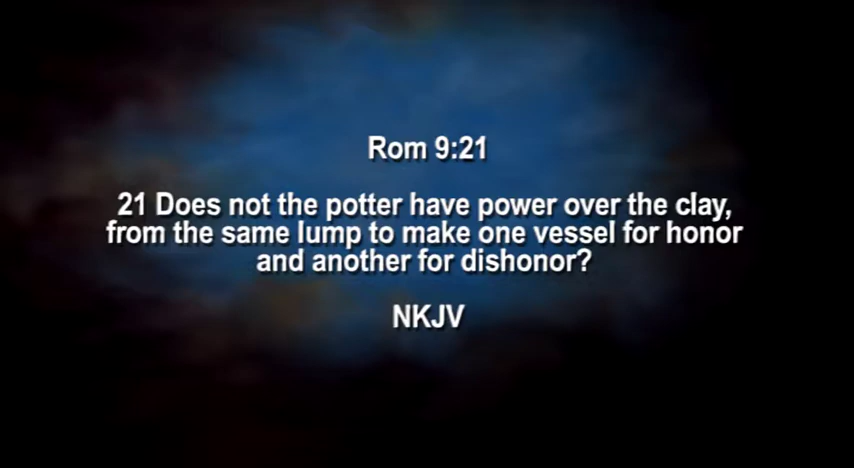 Rom 9:21
21 Does not the potter have power over the clay,
from the same lump to make one vessel for honor
and another for dishonor?
NKJV